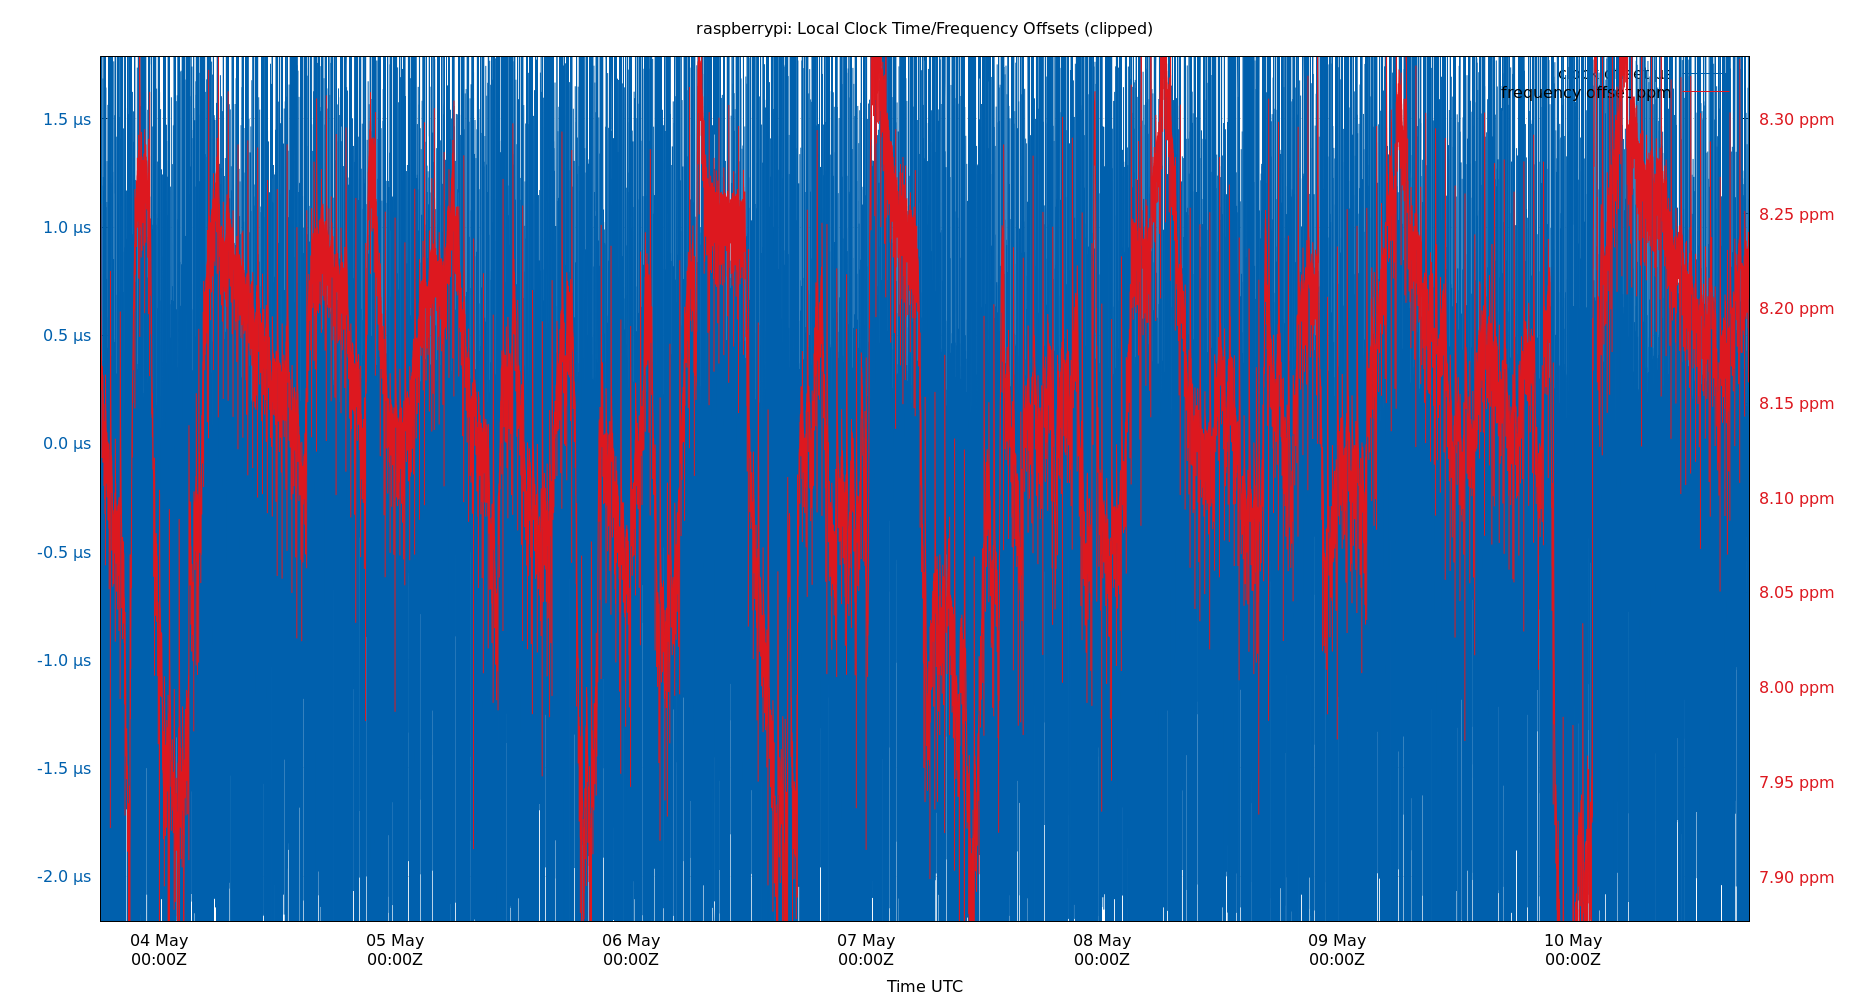 raspberrypi: Local Clock Time/Frequency Offsets (clipped)
clock offset µs
frequency offset ppm
1.5 µs
1.0 µs
0.5 µs
0.0 µs
-0.5 µs
-1.0 µs
-1.5 µs
-2.0 µs
8.30 ppm
8.25 ppm
8.20 ppm
8.15 ppm
8.10 ppm
8.05 ppm
8.00 ppm
7.95 ppm
7.90 ppm
04 May
00:00Z
05 May
00:00Z
06 May
00:00Z
07 May
00:00Z
08 May
00:00Z
09 May
00:00Z
10 May
00:00Z
Time UTC